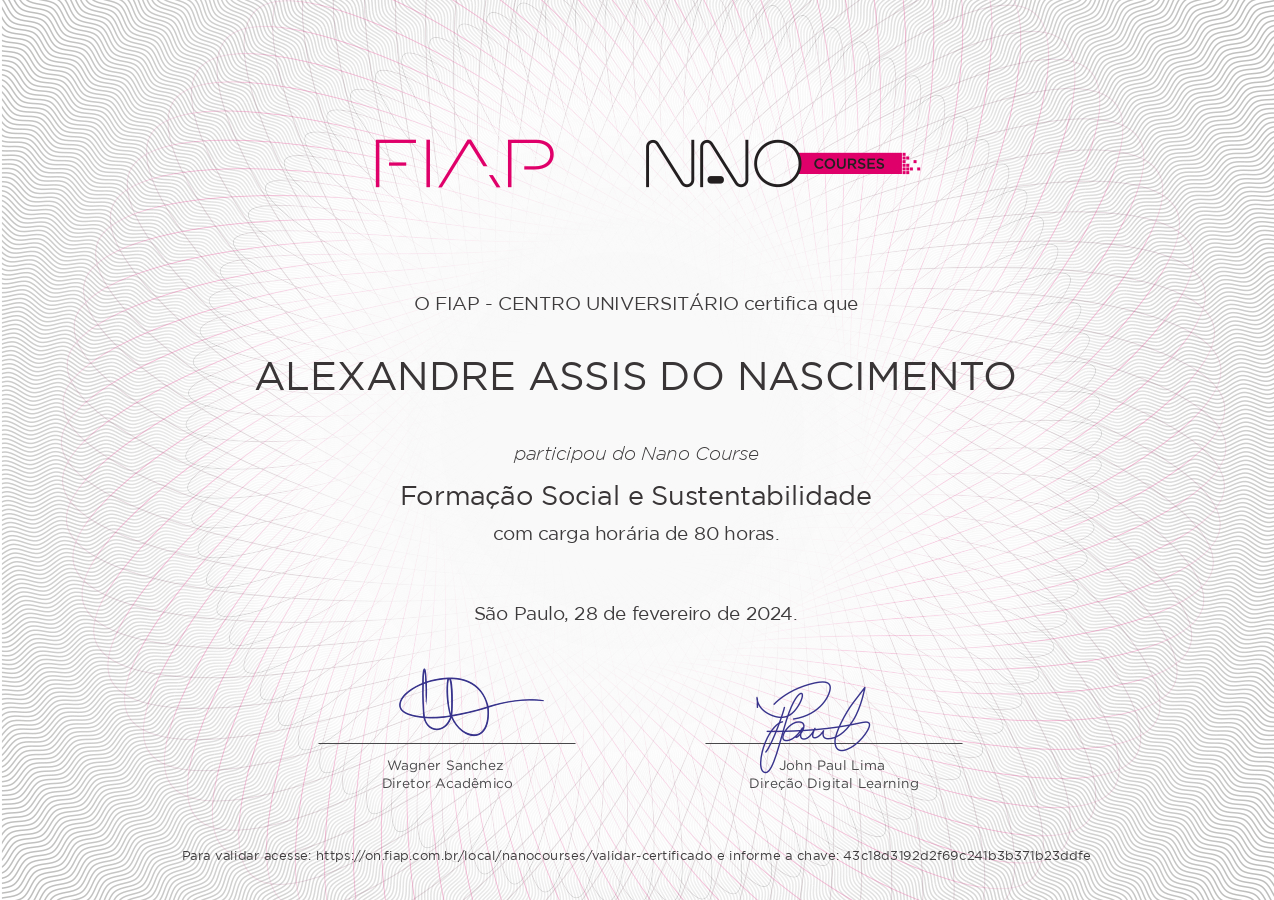 FIAP NANO COURSES
O FIAP - CENTRO UNIVERSITÁRIO certifica que
ALEXANDRE ASSIS DO NASCIMENTO
participou do Nano Course
Formação Social e Sustentabilidade
com carga horária de 80 horas.
São Paulo, 28 de fevereiro de 2024.
Wagner Sanchez John Paul Lima
Diretor Acadêmico Direção Digital Learning
Para validar acesse: https://on.fiap.com.br/local/nanocourses/validar-certificado e informe a chave: 43c18d3192d2f69c241b3b371b23ddfe